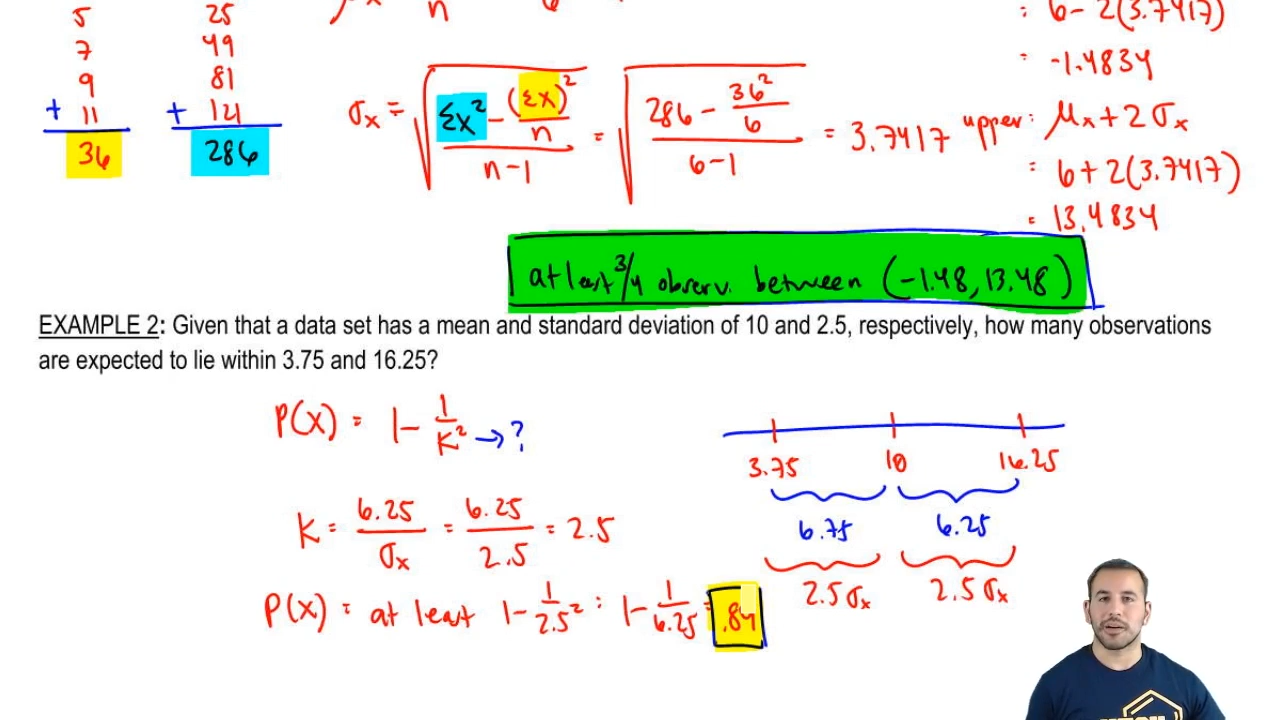 5 25
7 49
9 81
+ 11 + 121
36 286
μx n 6
σx = √ Σx² - (Σx)² / n / n-1 = √ 286 - 36² / 6 / 6-1 = 3.7417
= 6 - 2(3.7417)
= -1.4834
upper: μx + 2σx
= 6 + 2(3.7417)
= 13.4834
at least 3/4 observ. between (-1.48, 13.48)
EXAMPLE 2: Given that a data set has a mean and standard deviation of 10 and 2.5, respectively, how many observations
are expected to lie within 3.75 and 16.25?
P(X) = 1 - 1/K² → ?
K = 6.25/σx = 6.25/2.5 = 2.5
P(X) = at least 1 - 1/2.5² = 1 - 1/6.25 = .84
3.75 10 16.25
6.75 6.25
2.5σx 2.5σx